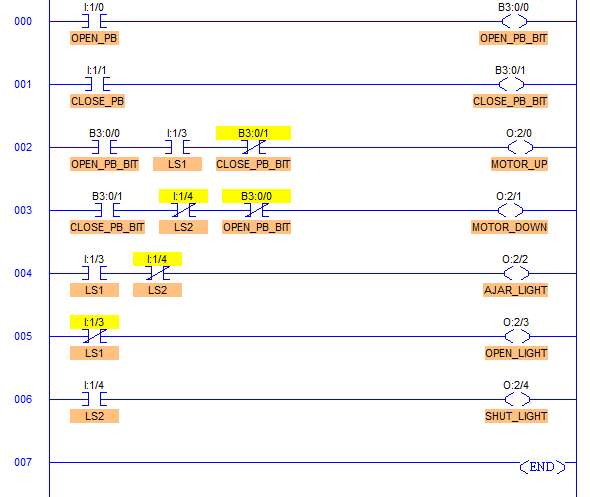 I:1/0 B3:0/0
000
OPEN_PB OPEN_PB_BIT
I:1/1 B3:0/1
001
CLOSE_PB CLOSE_PB_BIT
B3:0/0 I:1/3 B3:0/1 O:2/0
002
OPEN_PB_BIT LS1 CLOSE_PB_BIT MOTOR_UP
B3:0/1 I:1/4 B3:0/0 O:2/1
003
CLOSE_PB_BIT LS2 OPEN_PB_BIT MOTOR_DOWN
I:1/3 I:1/4 O:2/2
004
LS1 LS2 AJAR_LIGHT
I:1/3 O:2/3
005
LS1 OPEN_LIGHT
I:1/4 O:2/4
006
LS2 SHUT_LIGHT
007 END